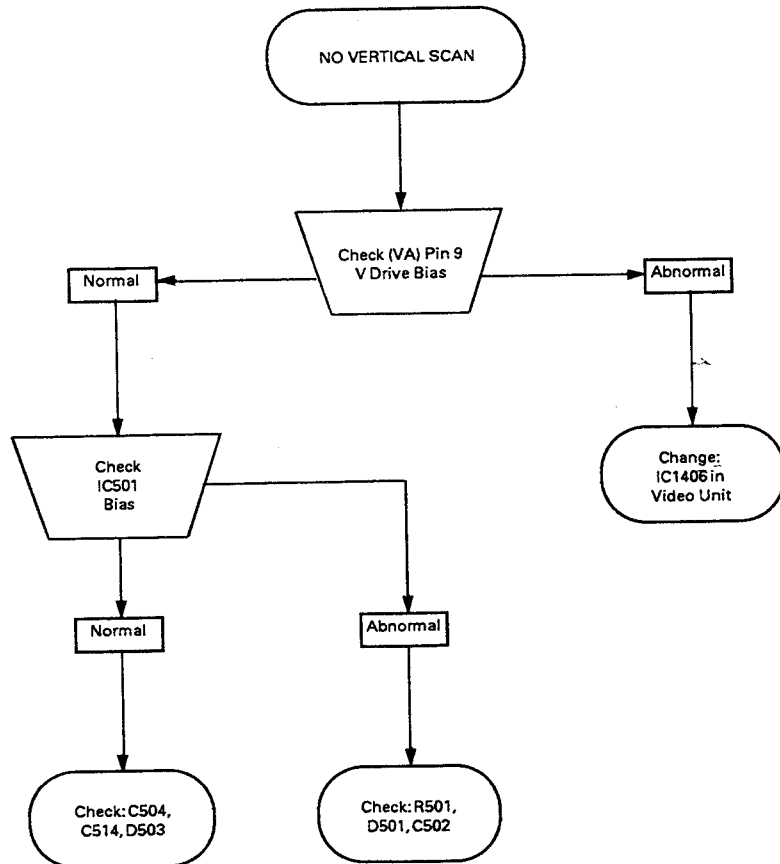 NO VERTICAL SCAN
Check (VA) Pin 9
V Drive Bias
Normal
Abnormal
Check
IC501
Bias
Change:
IC1406 in
Video Unit
Normal
Abnormal
Check: C504,
C514, D503
Check: R501,
D501, C502